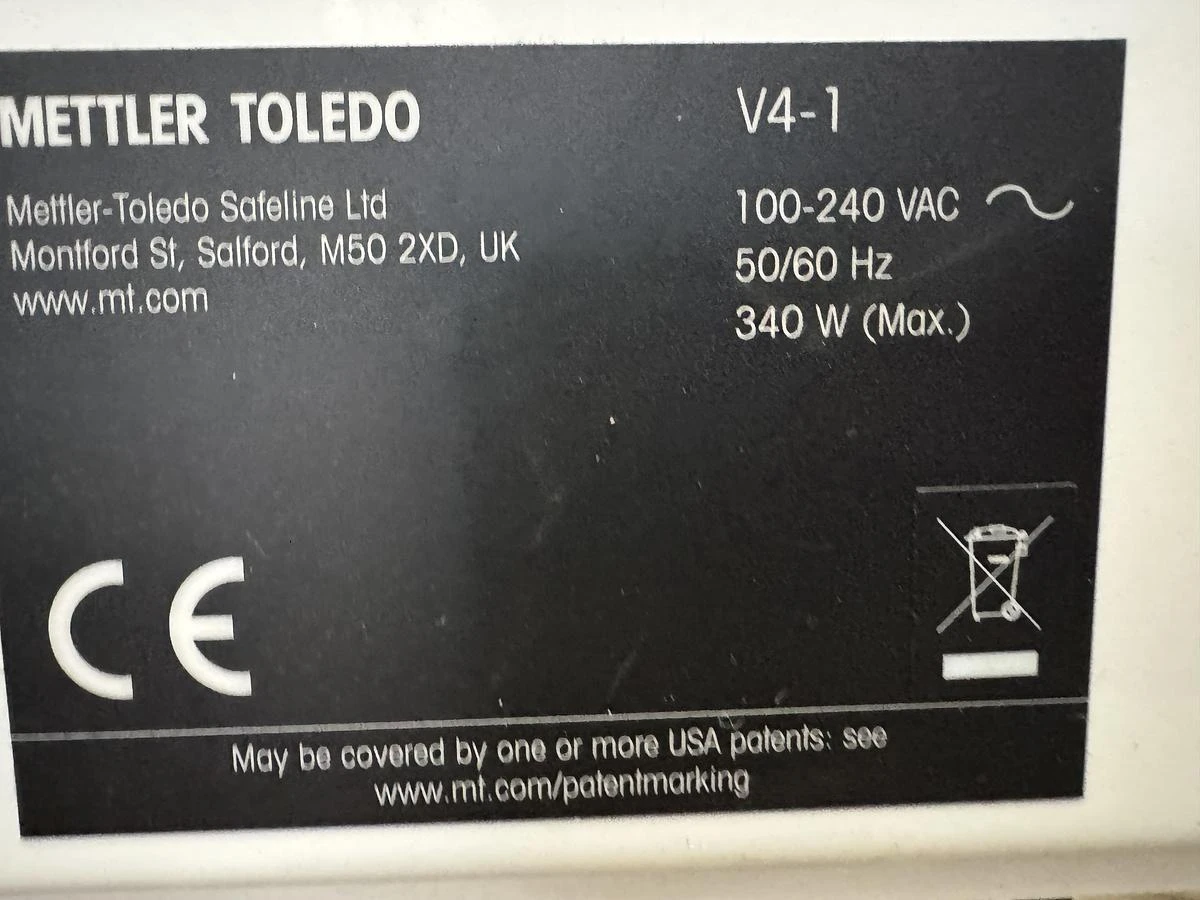 METTLER TOLEDO
Mettler-Toledo Safeline Ltd
Montford St, Salford, M50 2XD, UK
www.mt.com
V4-1
100-240 VAC
50/60 Hz
340 W (Max.)
CE
May be covered by one or more USA patents: see
www.mt.com/patentmarking